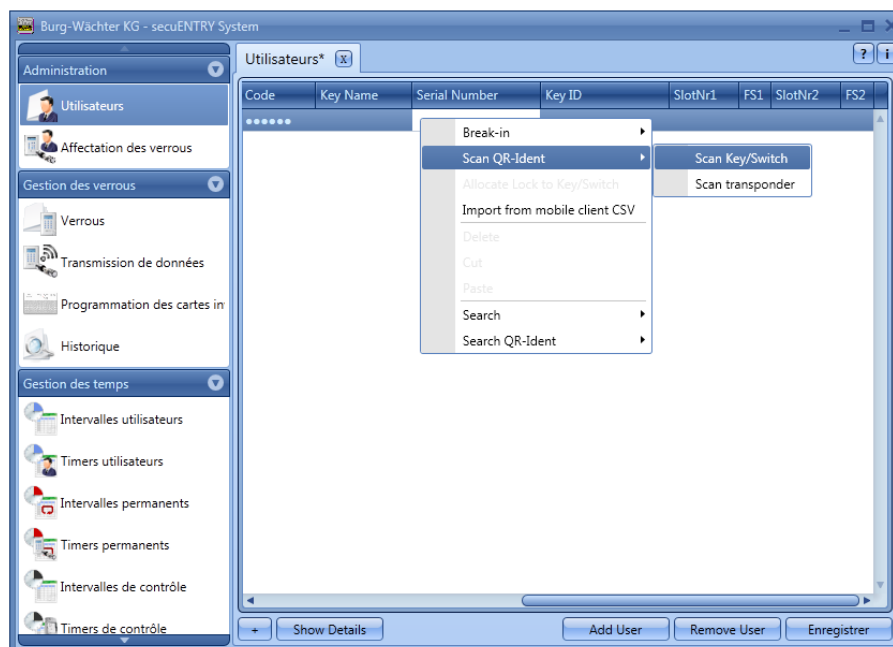 Burg-Wächter KG - secuENTRY System
Administration
Utilisateurs
Affectation des verrous
Gestion des verrous
Verrous
Transmission de données
Programmation des cartes in
Historique
Gestion des temps
Intervalles utilisateurs
Timers utilisateurs
Intervalles permanents
Timers permanents
Intervalles de contrôle
Timers de contrôle
Utilisateurs* X
? i
Code Key Name Serial Number Key ID SlotNr1 FS1 SlotNr2 FS2
••••••
Break-in
Scan QR-Ident
Allocate Lock to Key/Switch
Import from mobile client CSV
Delete
Cut
Paste
Search
Search QR-Ident
Scan Key/Switch
Scan transponder
+ Show Details Add User Remove User Enregistrer